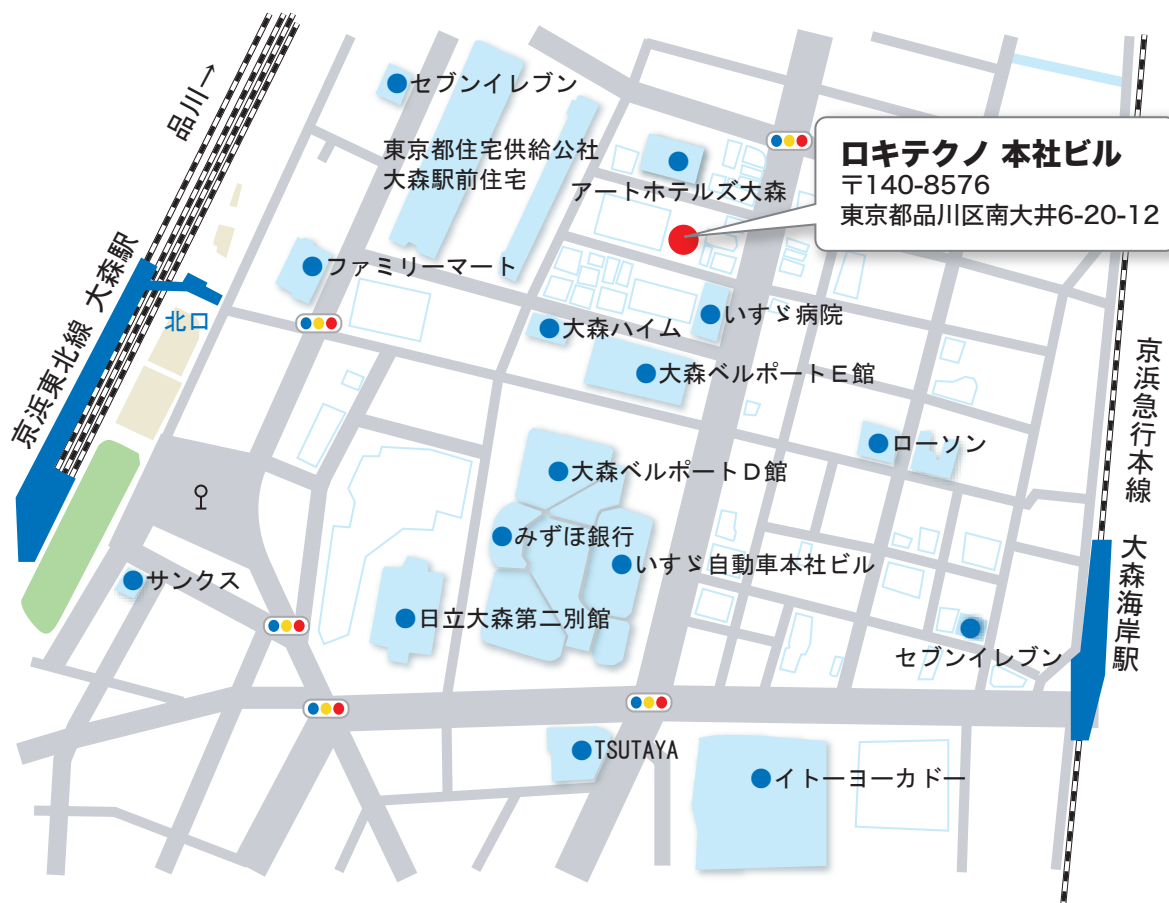 品川→
セブンイレブン
東京都住宅供給公社
大森駅前住宅
アートホテルズ大森
ロキテクノ 本社ビル
〒140-8576
東京都品川区南大井6-20-12
ファミリーマート
京浜東北線 大森駅
北口
大森ハイム
いすゞ病院
大森ベルポートE館
京浜急行本線 大森海岸駅
ローソン
大森ベルポートD館
みずほ銀行
いすゞ自動車本社ビル
サンクス
日立大森第二別館
セブンイレブン
TSUTAYA
イトーヨーカドー